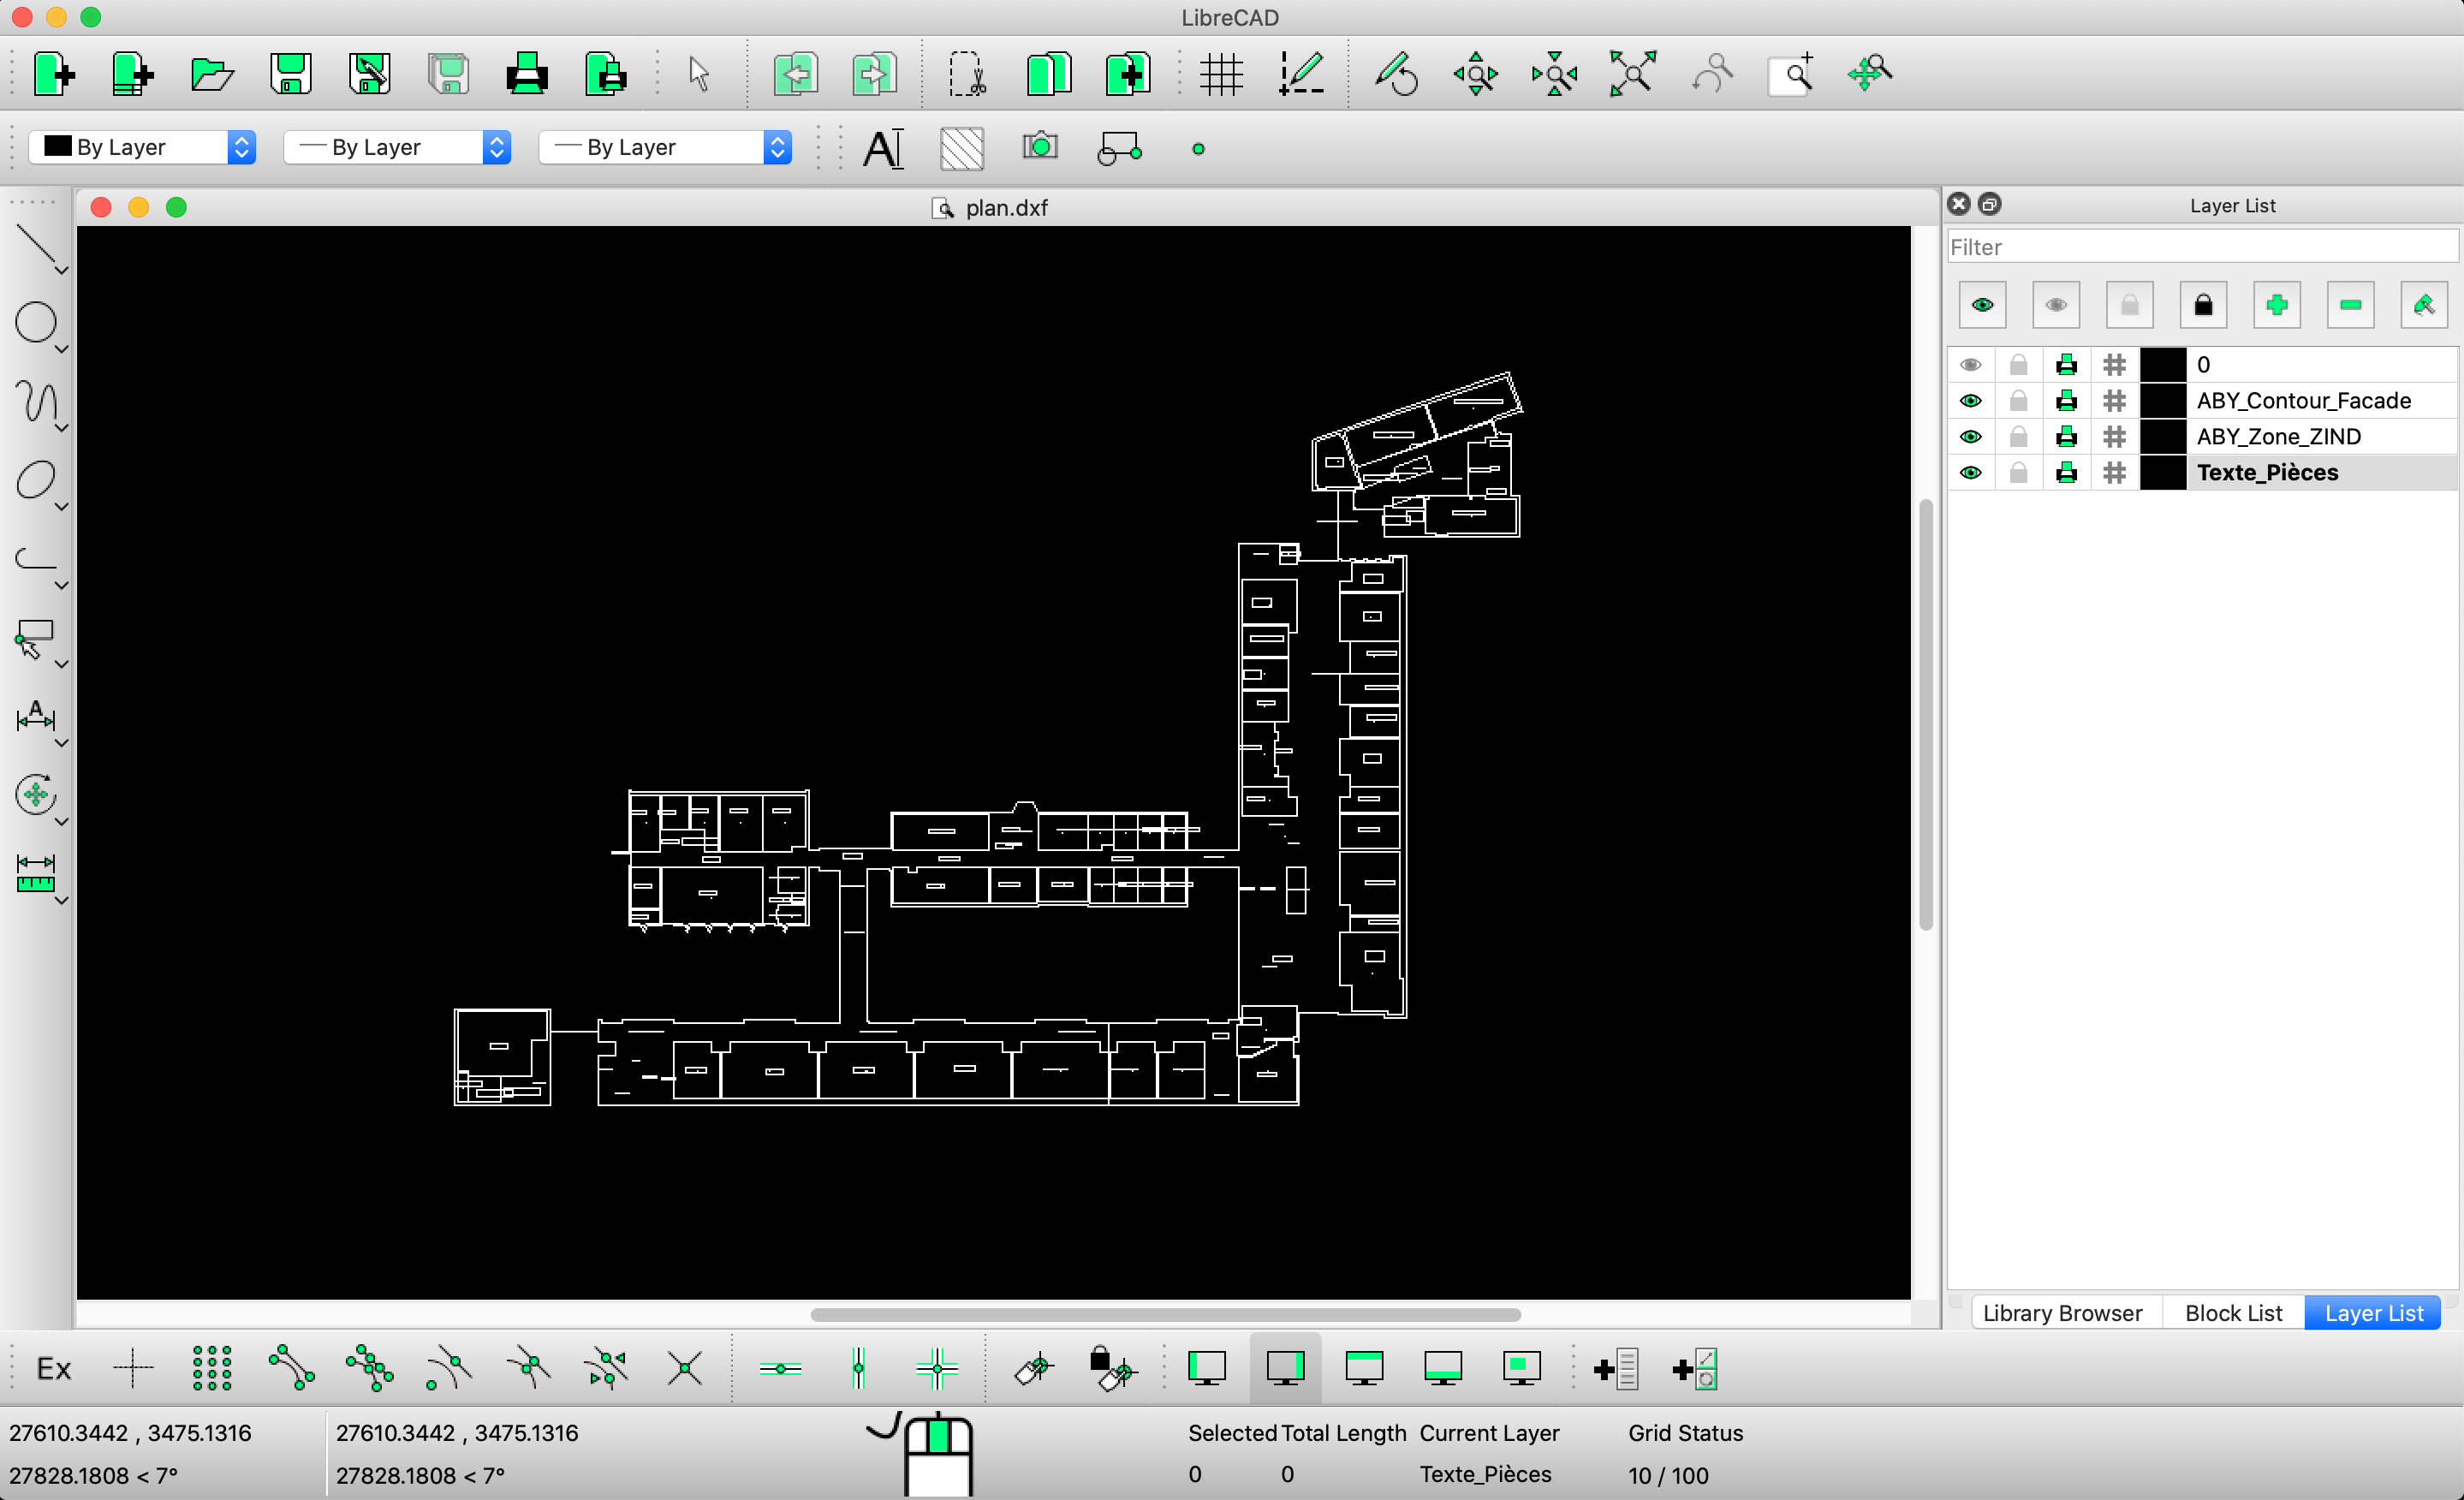 LibreCAD
By Layer
By Layer
By Layer
A
plan.dxf
Layer List
Filter
0
ABY_Contour_Facade
ABY_Zone_ZIND
Texte_Pièces
A
Library Browser
Block List
Layer List
Ex
27610.3442 , 3475.1316
27828.1808 < 7°
27610.3442 , 3475.1316
27828.1808 < 7°
Selected
0
Total Length
0
Current Layer
Texte_Pièces
Grid Status
10 / 100